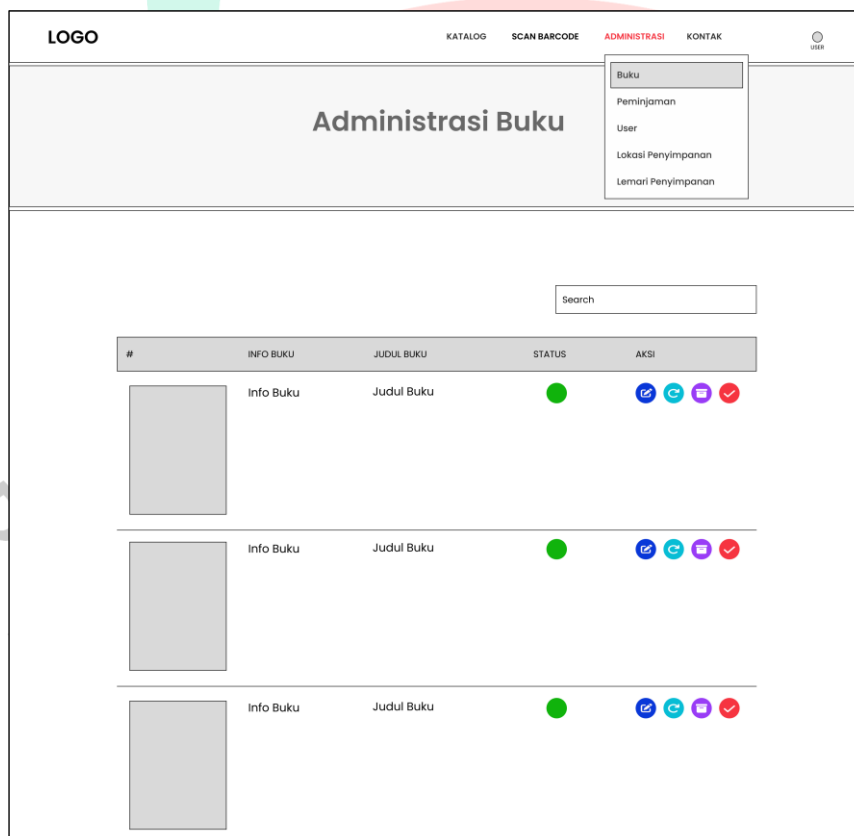 LOGO KATALOG SCAN BARCODE ADMINISTRASI KONTAK USER
Buku
Peminjaman
User
Lokasi Penyimpanan
Lemari Penyimpanan
Administrasi Buku
Search
# INFO BUKU JUDUL BUKU STATUS AKSI
Info Buku Judul Buku
Info Buku Judul Buku
Info Buku Judul Buku